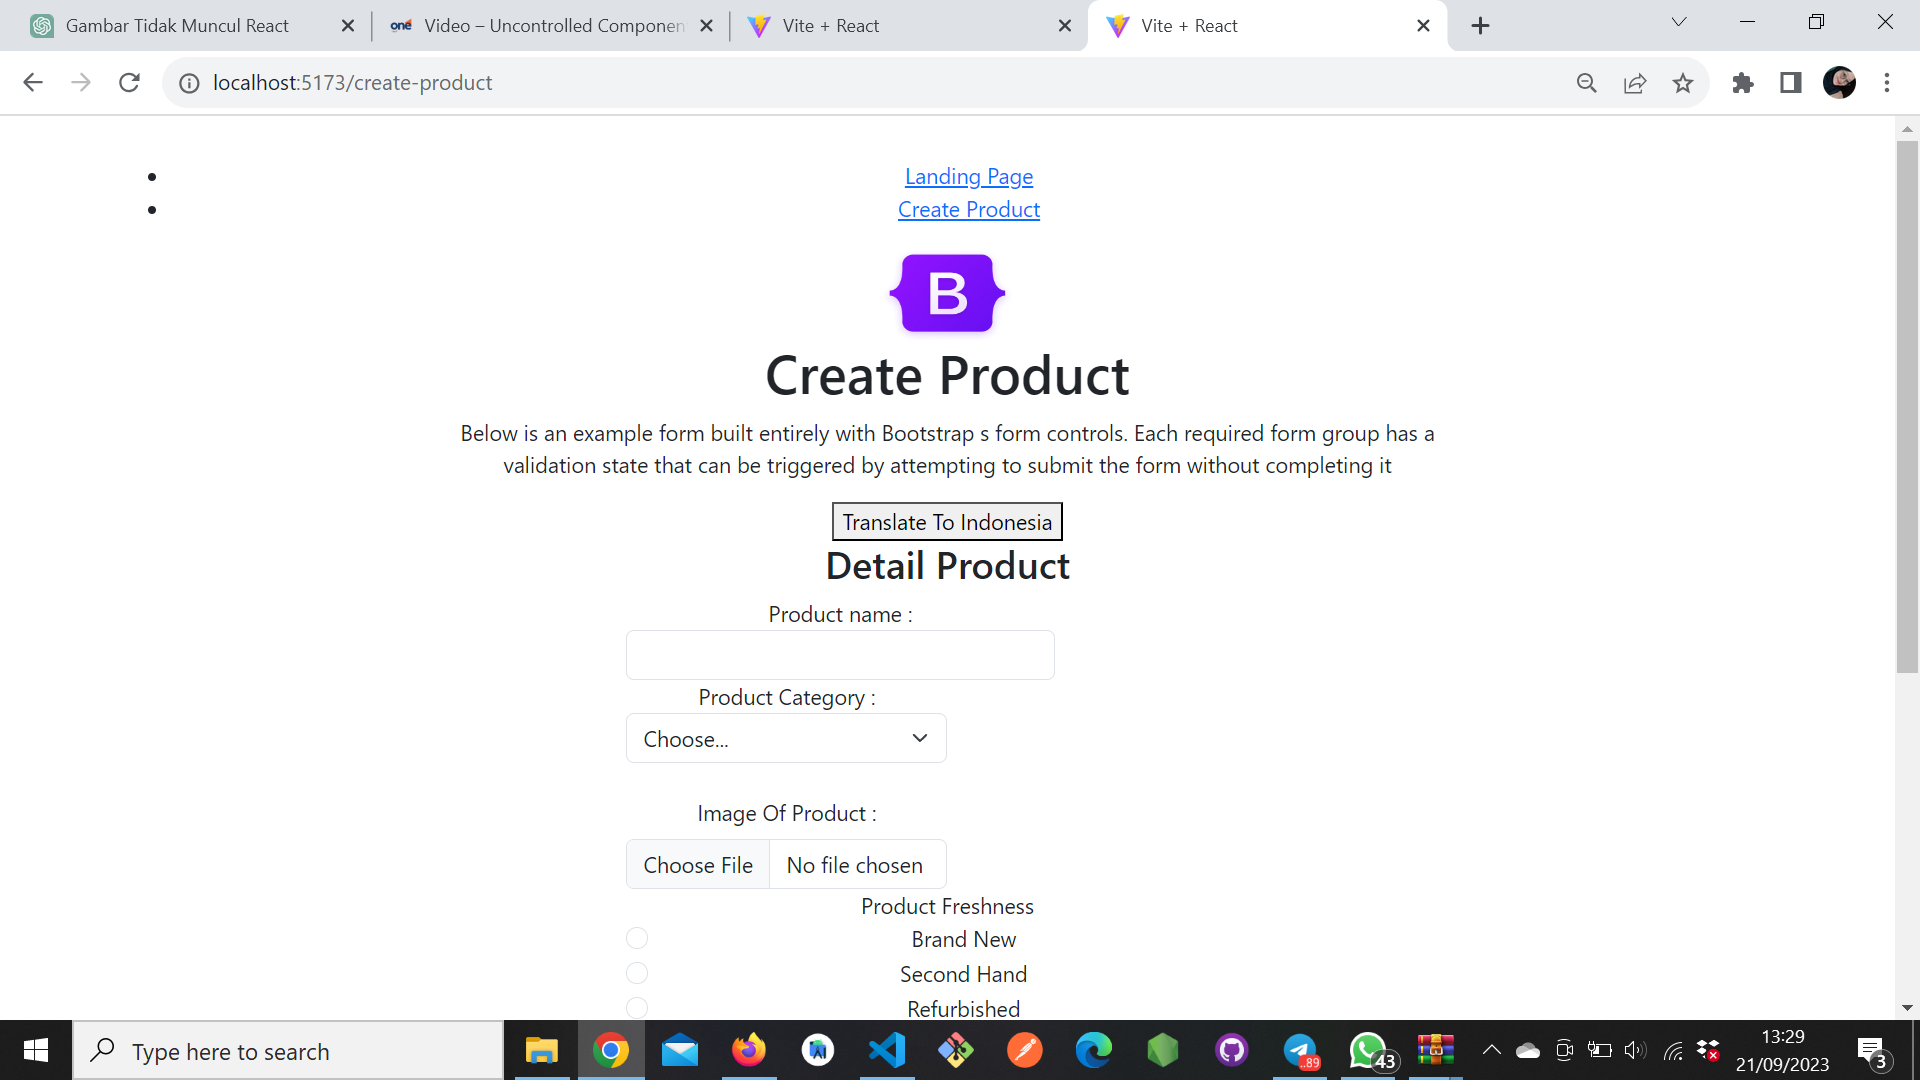 Gambar Tidak Muncul React
one Video – Uncontrolled Componen
Vite + React
Vite + React
localhost:5173/create-product
Landing Page
Create Product
B
Create Product
Below is an example form built entirely with Bootstrap s form controls. Each required form group has a
validation state that can be triggered by attempting to submit the form without completing it
Translate To Indonesia
Detail Product
Product name :
Product Category :
Choose...
Image Of Product :
Choose File No file chosen
Product Freshness
Brand New
Second Hand
Refurbished
Type here to search
..89
43
13:29
21/09/2023
3